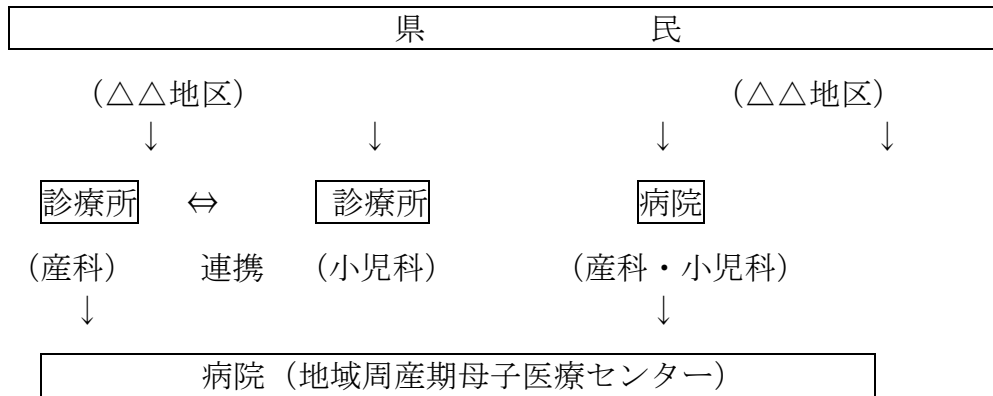 県 民
(△△地区) (△△地区)
↓ ↓ ↓ ↓
診療所 ⇔ 診療所 病院
(産科) 連携 (小児科) (産科・小児科)
↓ ↓
病院(地域周産期母子医療センター)